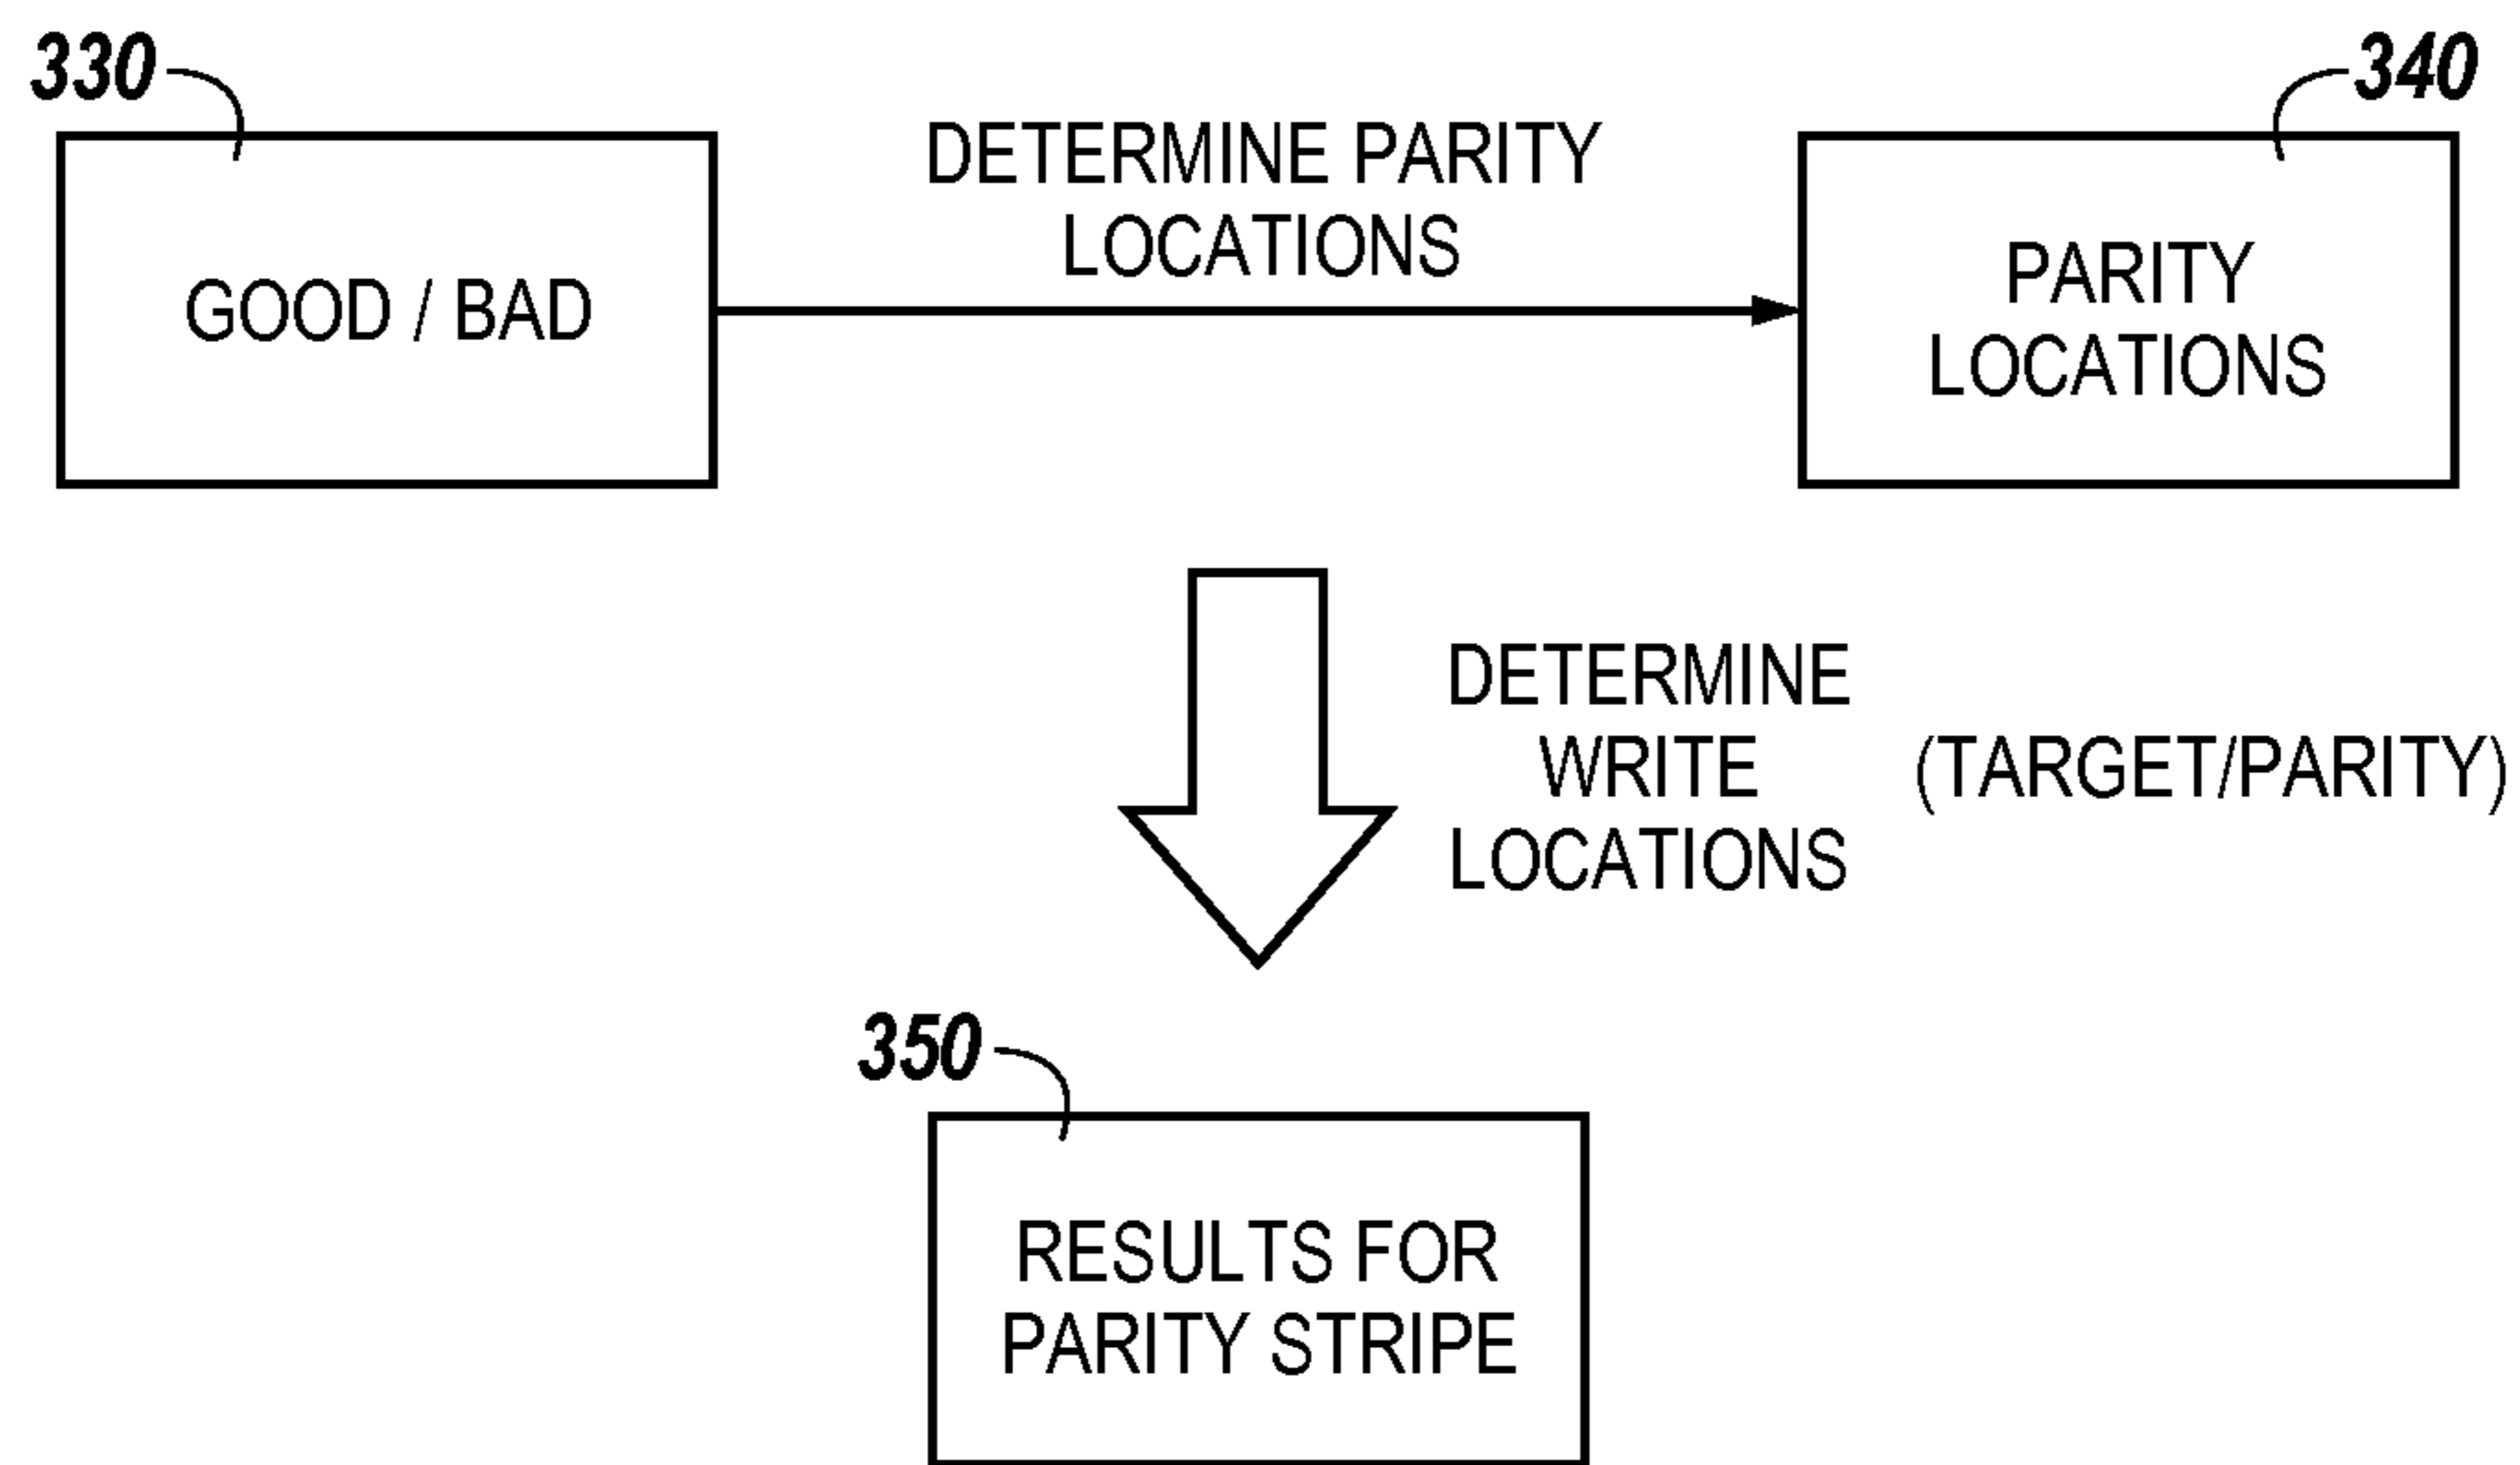 330
340
DETERMINE PARITY
LOCATIONS
GOOD / BAD
PARITY
LOCATIONS
DETERMINE
WRITE (TARGET/PARITY)
LOCATIONS
350
RESULTS FOR
PARITY STRIPE